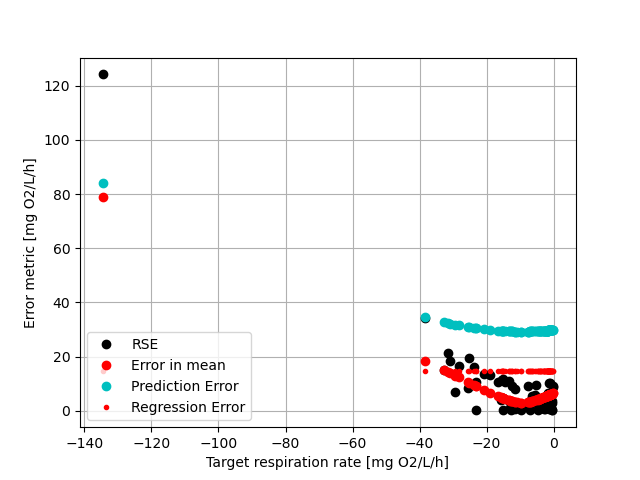 120
100
80
60
40
20
0
Error metric [mg O2/L/h]
RSE
Error in mean
Prediction Error
Regression Error
−140 −120 −100 −80 −60 −40 −20 0
Target respiration rate [mg O2/L/h]